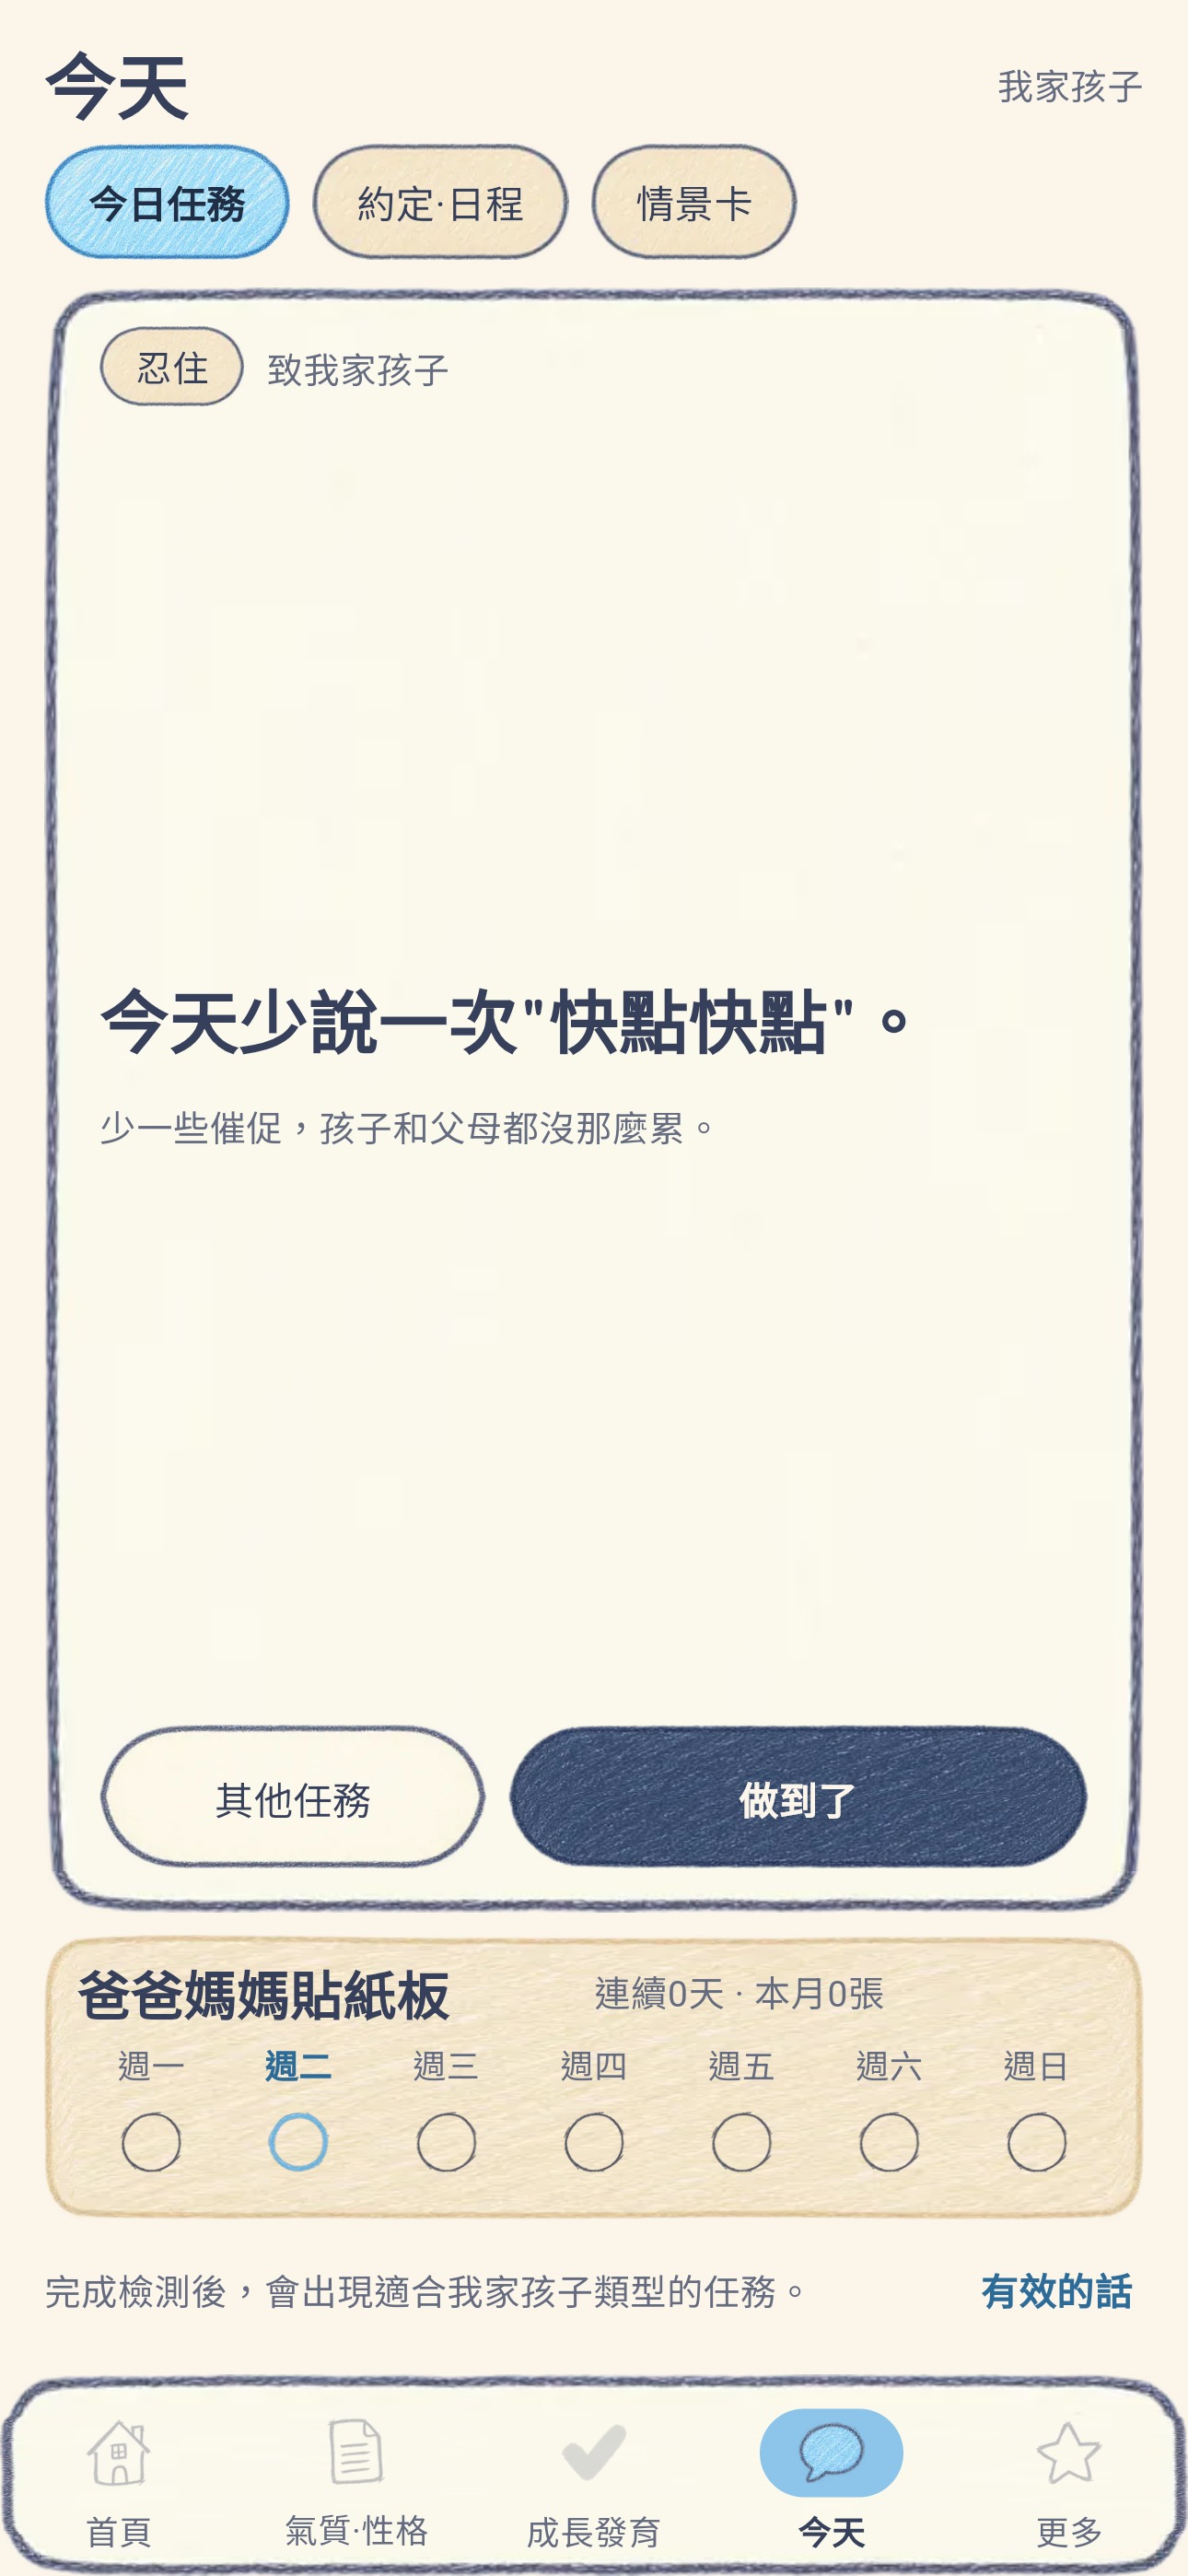 今天
我家孩子
今日任務
約定·日程
情景卡
忍住
致我家孩子
今天少說一次"快點快點"。
少一些催促，孩子和父母都沒那麼累。
其他任務
做到了
爸爸媽媽貼紙板
連續0天 · 本月0張
週一 週二 週三 週四 週五 週六 週日
完成檢測後，會出現適合我家孩子類型的任務。
有效的話
首頁 氣質·性格 成長發育 今天 更多